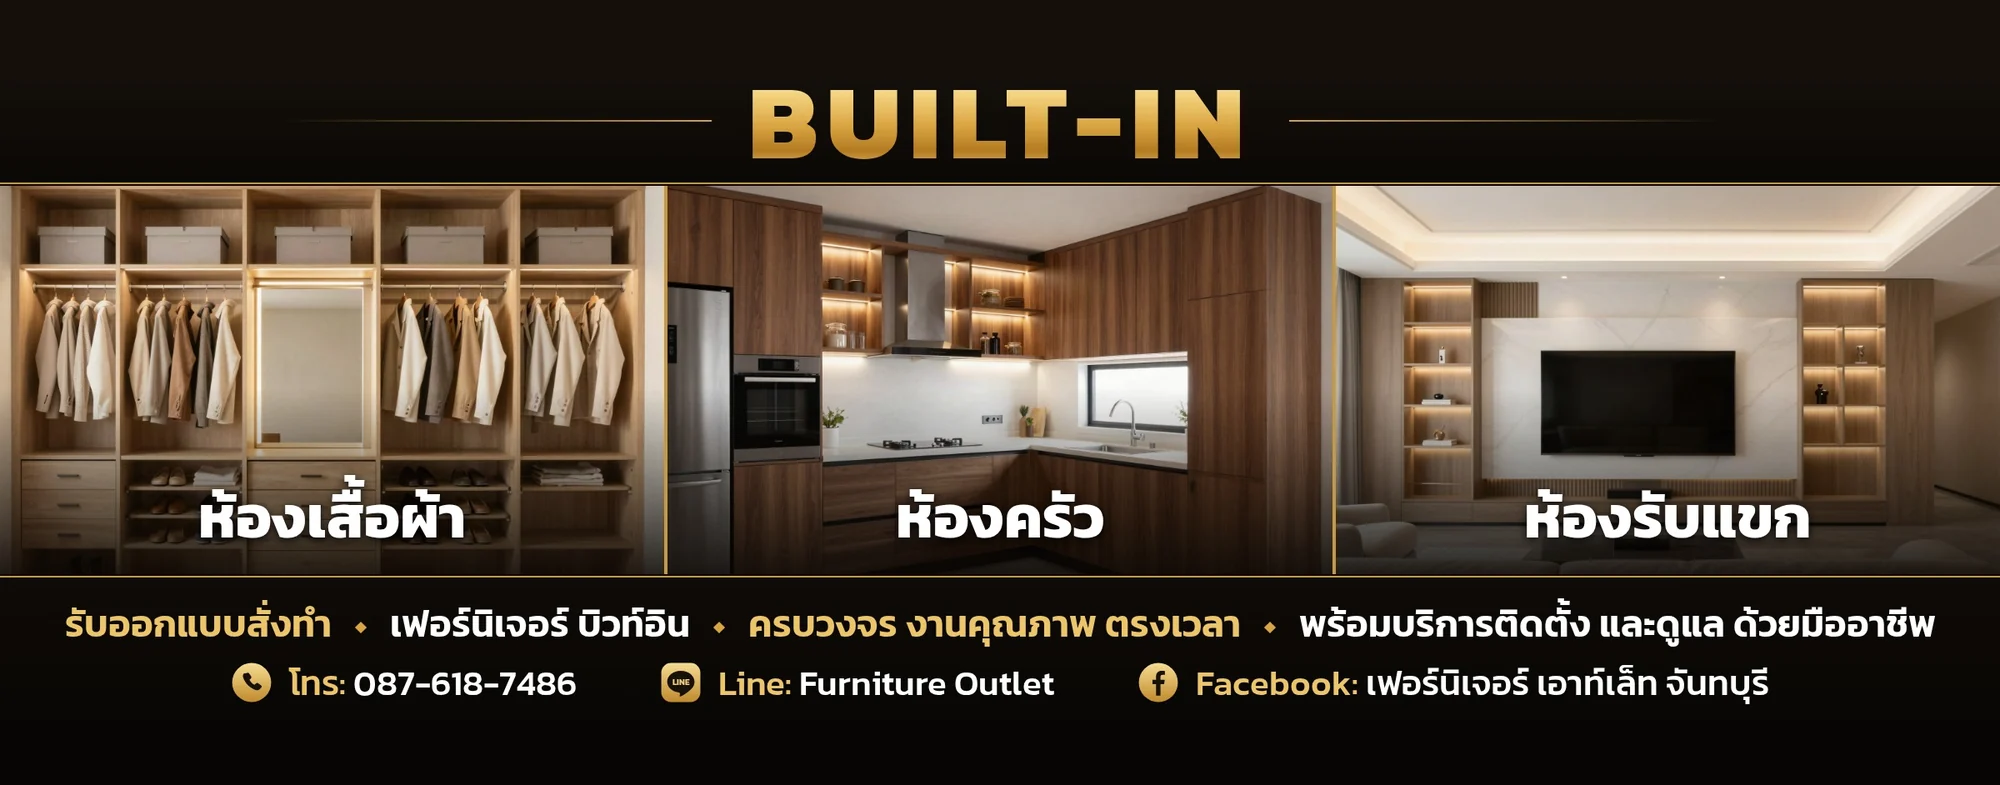 BUILT-IN
ห้องเสื้อผ้า
ห้องครัว
ห้องรับแขก
รับออกแบบสั่งทำ ◆ เฟอร์นิเจอร์ บิวท์อิน ◆ ครบวงจร งานคุณภาพ ตรงเวลา ◆ พร้อมบริการติดตั้ง และดูแล ด้วยมืออาชีพ
โทร: 087-618-7486 LINE Line: Furniture Outlet Facebook: เฟอร์นิเจอร์ เอาท์เล็ท จันทบุรี